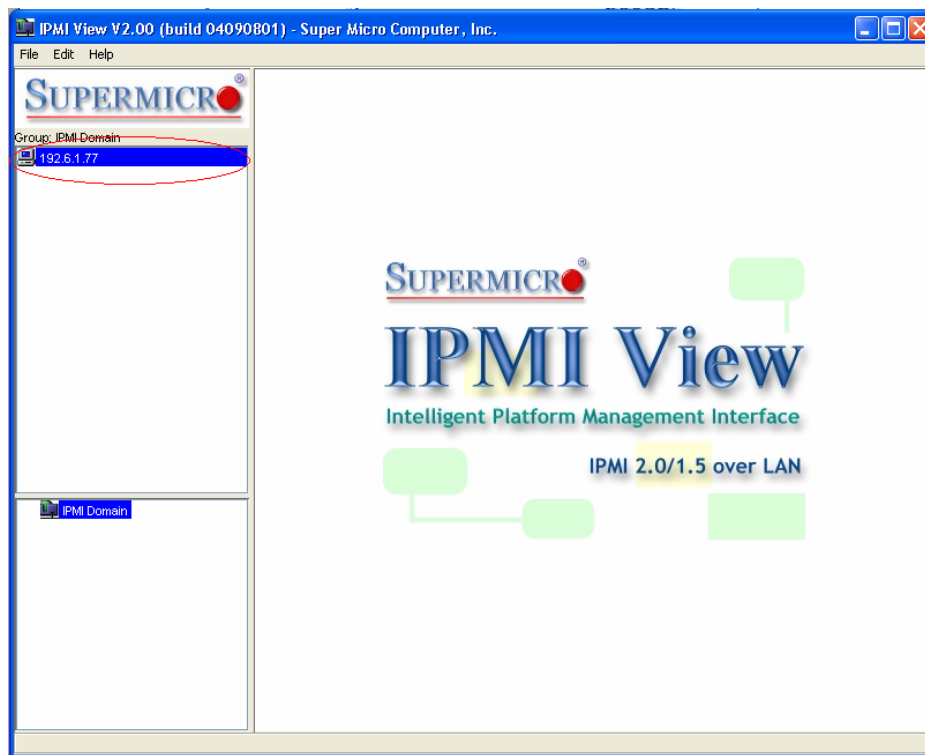 IPMI View V2.00 (build 04090801) - Super Micro Computer, Inc.
File Edit Help
SUPERMICRO®
Group: IPMI Domain
192.6.1.77
IPMI Domain
SUPERMICRO®
IPMI View
Intelligent Platform Management Interface
IPMI 2.0/1.5 over LAN